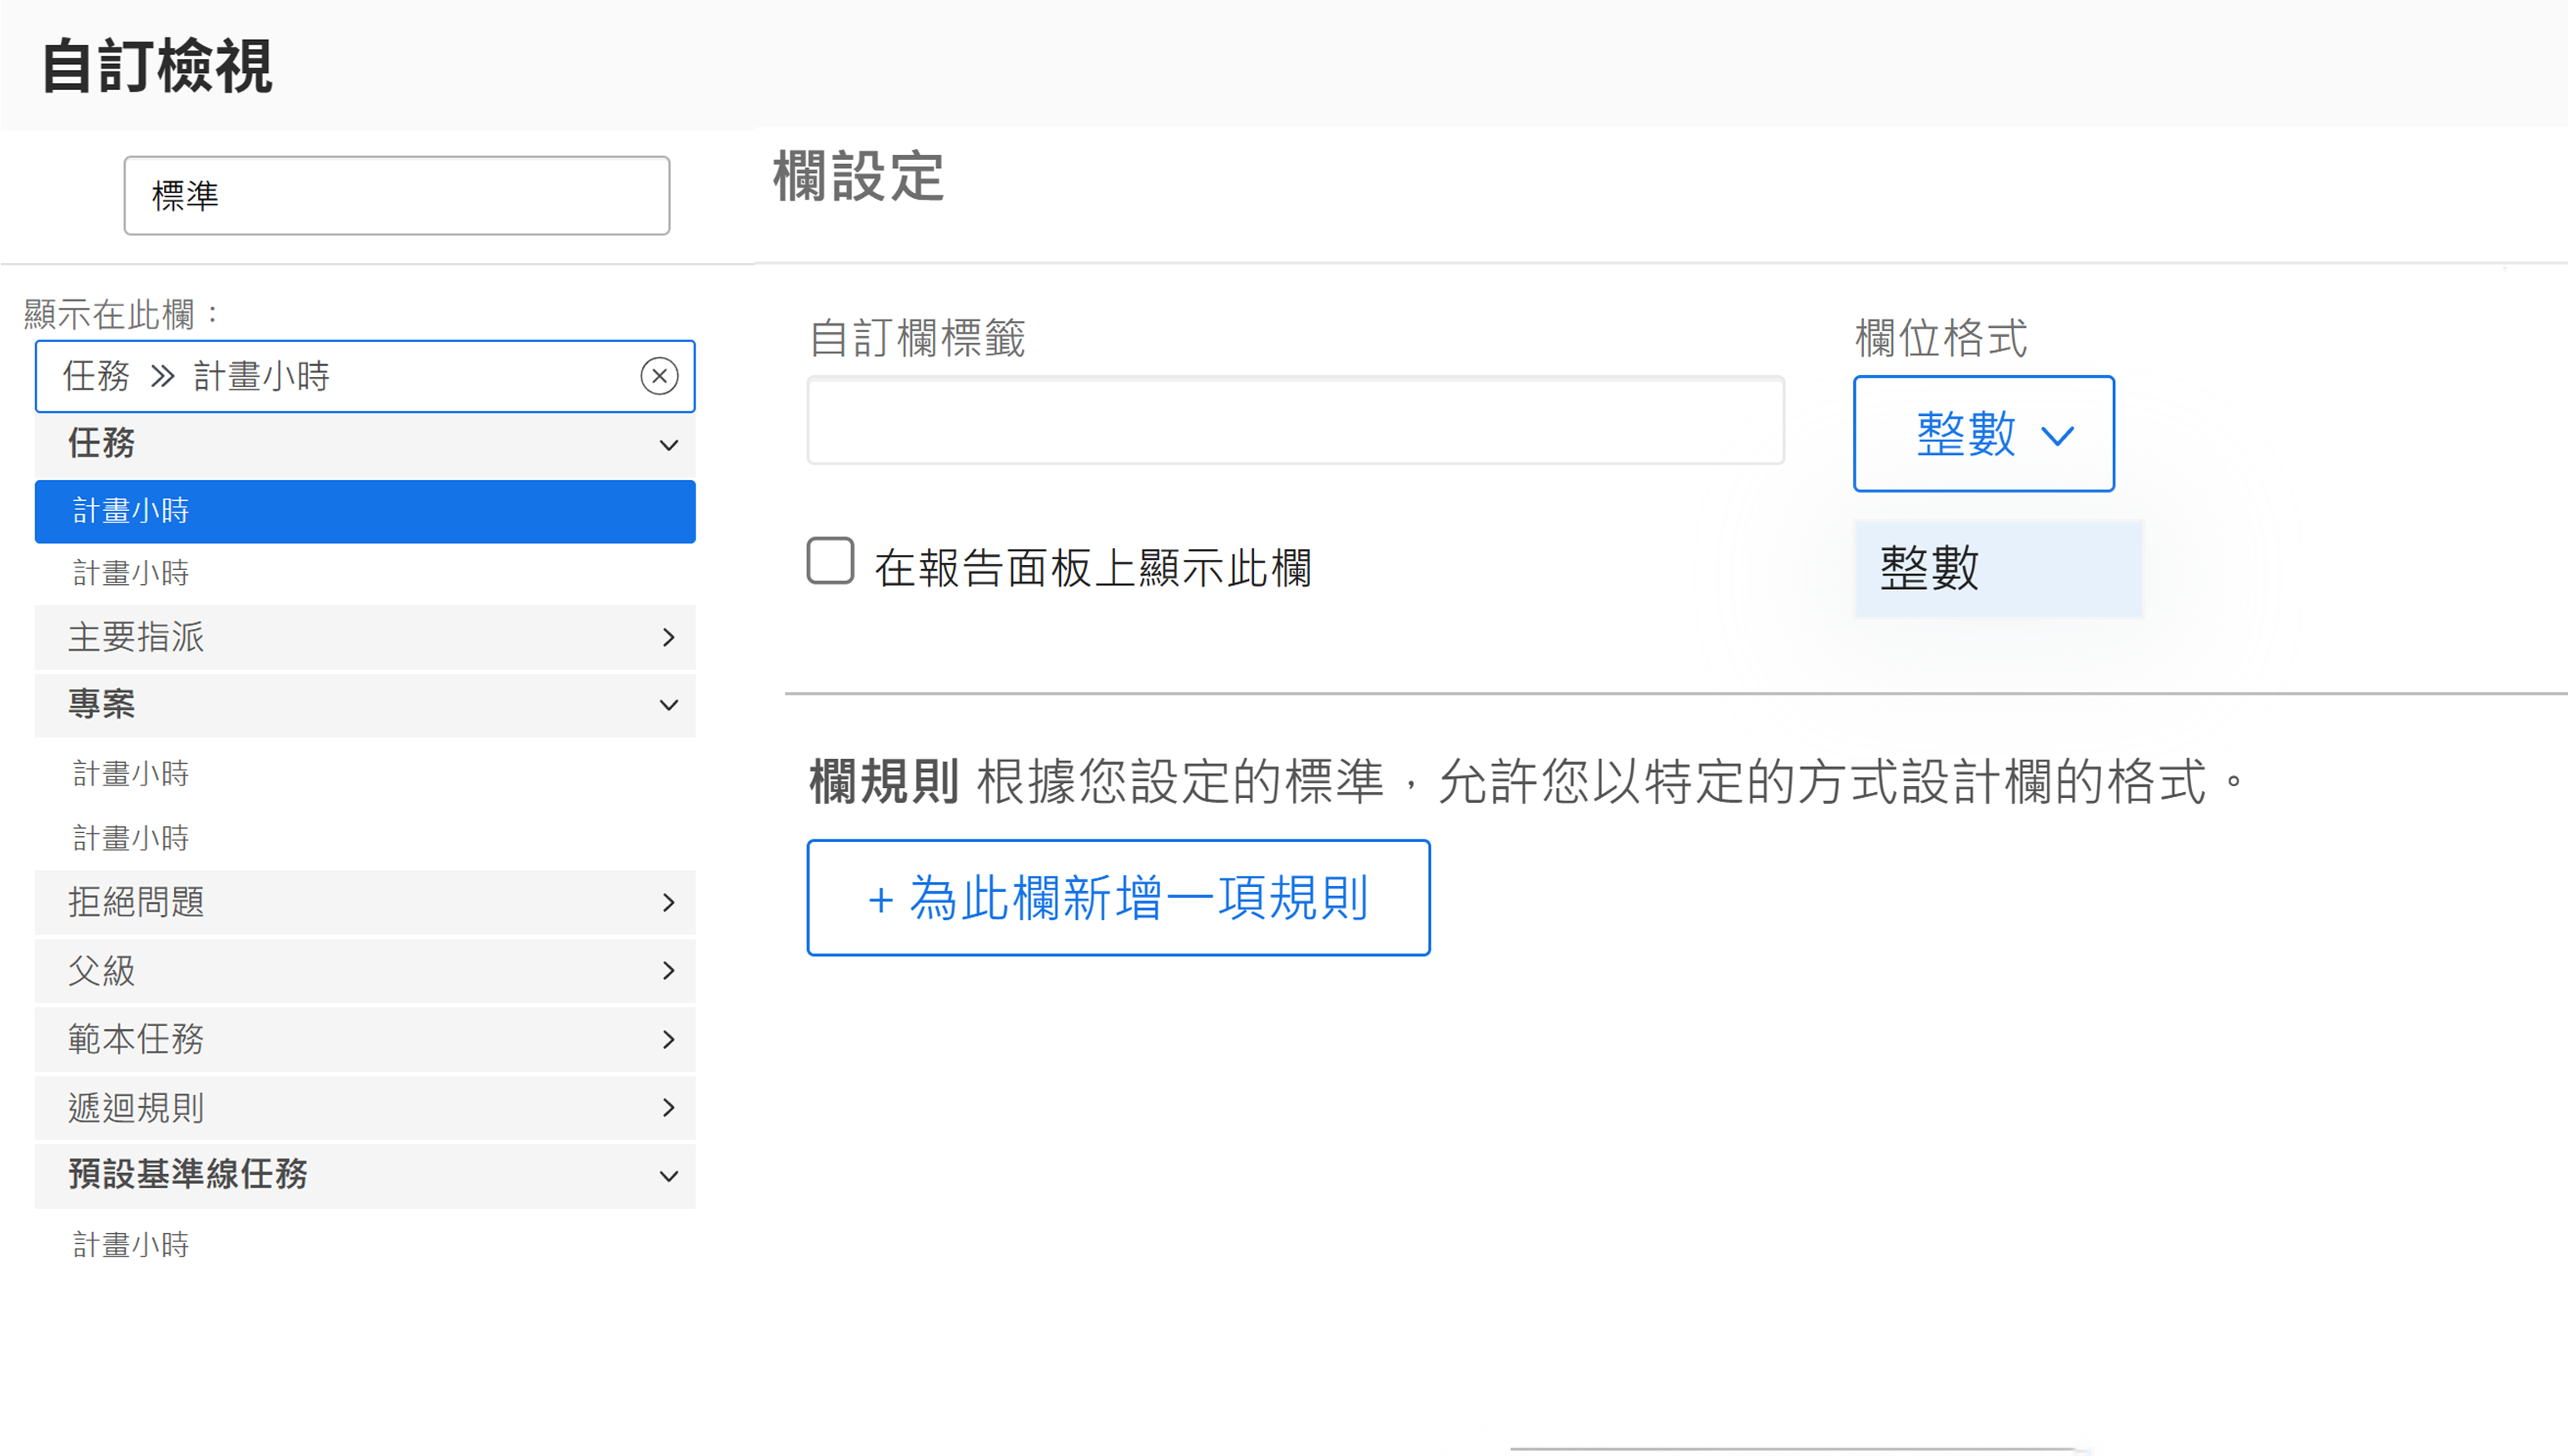 自訂檢視
標準
顯示在此欄：
任務 » 計畫小時
任務
計畫小時
計畫小時
主要指派
專案
計畫小時
計畫小時
拒絕問題
父級
範本任務
遞迴規則
預設基準線任務
計畫小時
欄設定
自訂欄標籤
欄位格式
整數
在報告面板上顯示此欄
整數
欄規則 根據您設定的標準，允許您以特定的方式設計欄的格式。
+ 為此欄新增一項規則